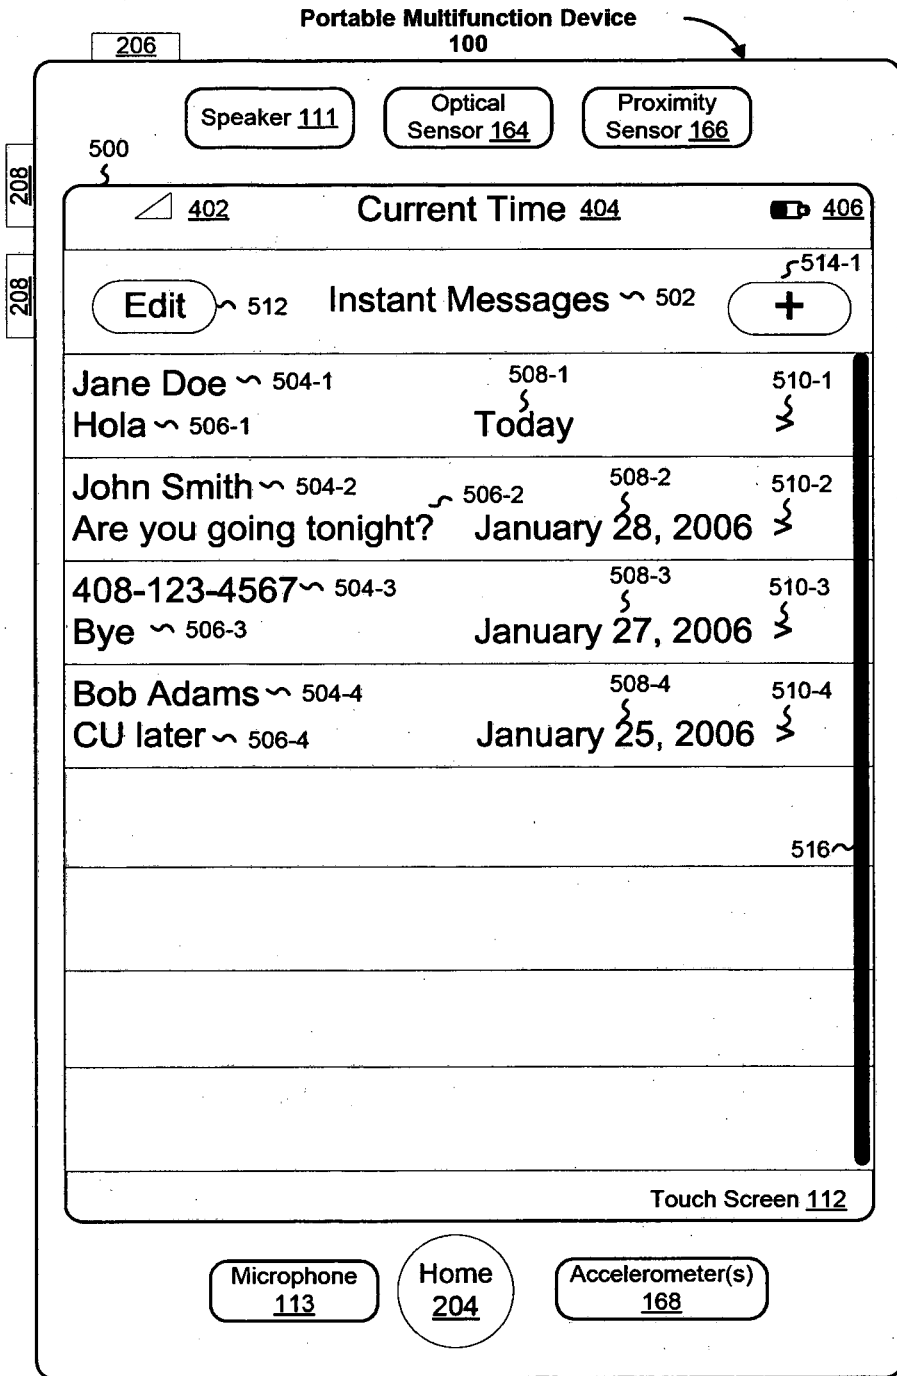 Portable Multifunction Device
100
206
Speaker 111
Optical
Sensor 164
Proximity
Sensor 166
500
208
208
402
Current Time 404
406
514-1
Edit
512
Instant Messages
502
+
Jane Doe 504-1
508-1
510-1
Hola 506-1
Today
>
John Smith 504-2
506-2
508-2
510-2
Are you going tonight?
January 28, 2006
>
408-123-4567 504-3
508-3
510-3
Bye 506-3
January 27, 2006
>
Bob Adams 504-4
508-4
510-4
CU later 506-4
January 25, 2006
>
516
Touch Screen 112
Microphone
113
Home
204
Accelerometer(s)
168